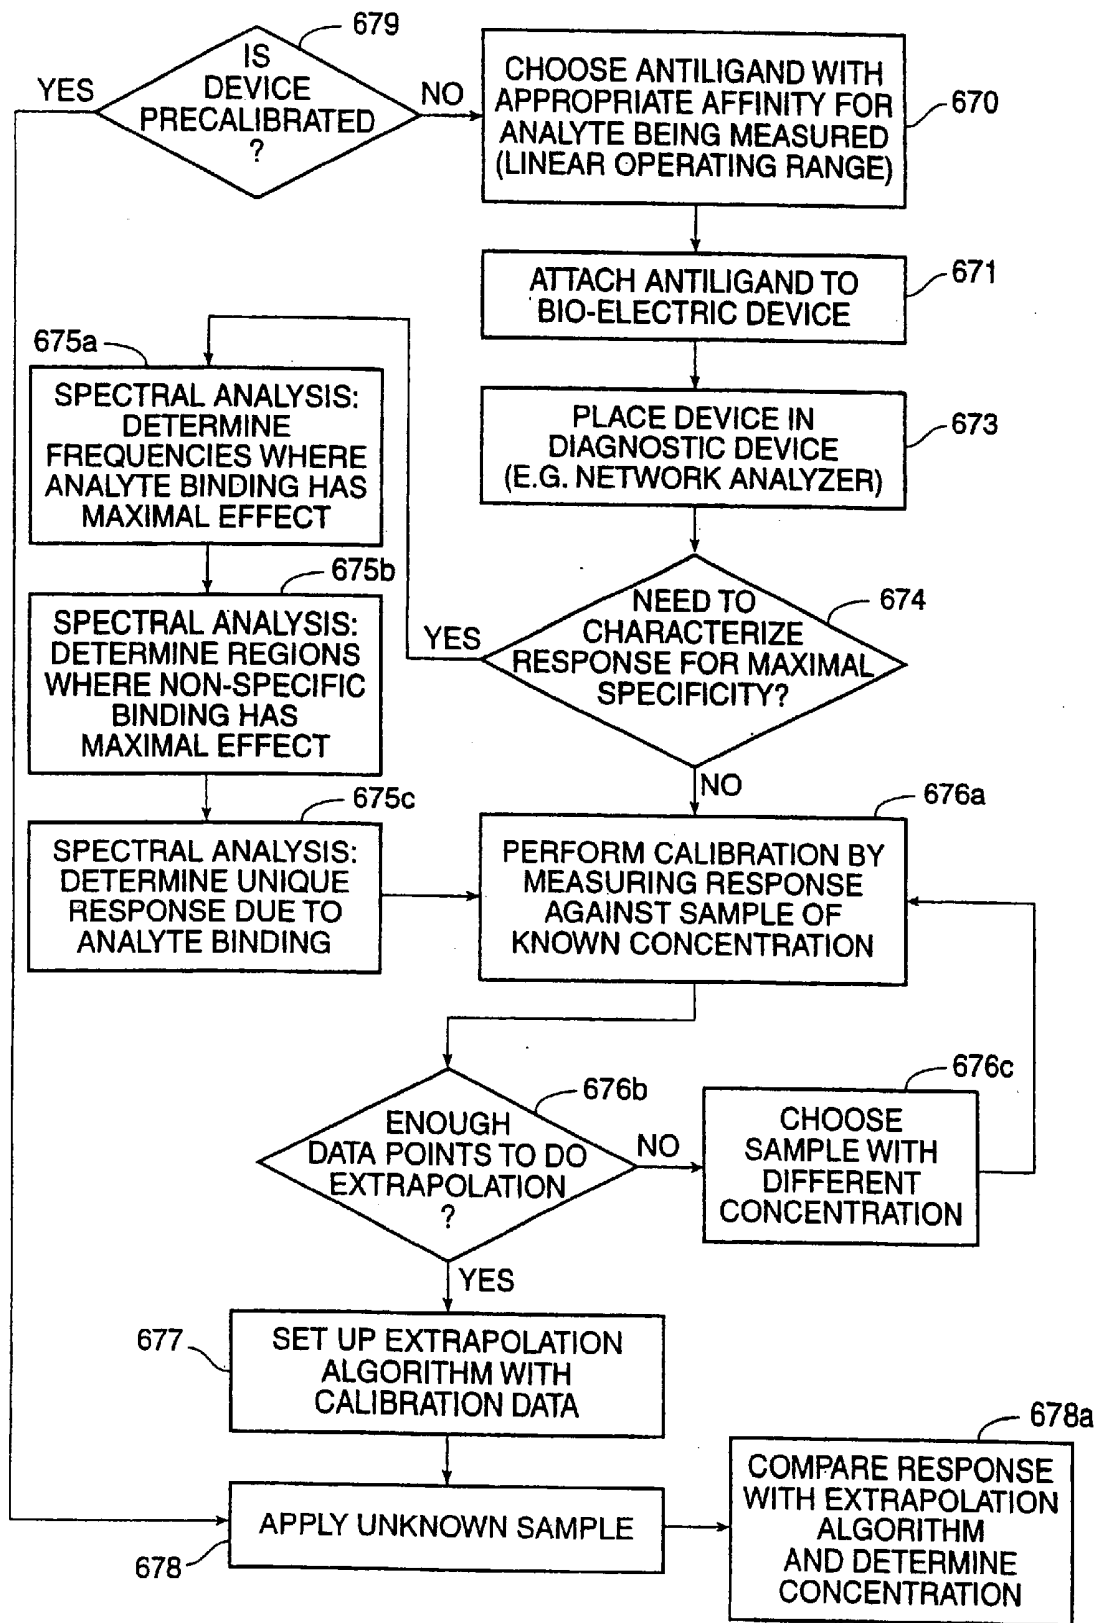 679
IS
DEVICE
PRECALIBRATED
?
YES
NO
CHOOSE ANTILIGAND WITH
APPROPRIATE AFFINITY FOR
ANALYTE BEING MEASURED
(LINEAR OPERATING RANGE)
670
ATTACH ANTILIGAND TO
BIO-ELECTRIC DEVICE
671
PLACE DEVICE IN
DIAGNOSTIC DEVICE
(E.G. NETWORK ANALYZER)
673
NEED TO
CHARACTERIZE
RESPONSE FOR MAXIMAL
SPECIFICITY?
674
YES
NO
675a
SPECTRAL ANALYSIS:
DETERMINE
FREQUENCIES WHERE
ANALYTE BINDING HAS
MAXIMAL EFFECT
675b
SPECTRAL ANALYSIS:
DETERMINE REGIONS
WHERE NON-SPECIFIC
BINDING HAS
MAXIMAL EFFECT
675c
SPECTRAL ANALYSIS:
DETERMINE UNIQUE
RESPONSE DUE TO
ANALYTE BINDING
676a
PERFORM CALIBRATION BY
MEASURING RESPONSE
AGAINST SAMPLE OF
KNOWN CONCENTRATION
676b
ENOUGH
DATA POINTS TO DO
EXTRAPOLATION
?
NO
YES
676c
CHOOSE
SAMPLE WITH
DIFFERENT
CONCENTRATION
677
SET UP EXTRAPOLATION
ALGORITHM WITH
CALIBRATION DATA
APPLY UNKNOWN SAMPLE
678
678a
COMPARE RESPONSE
WITH EXTRAPOLATION
ALGORITHM
AND DETERMINE
CONCENTRATION